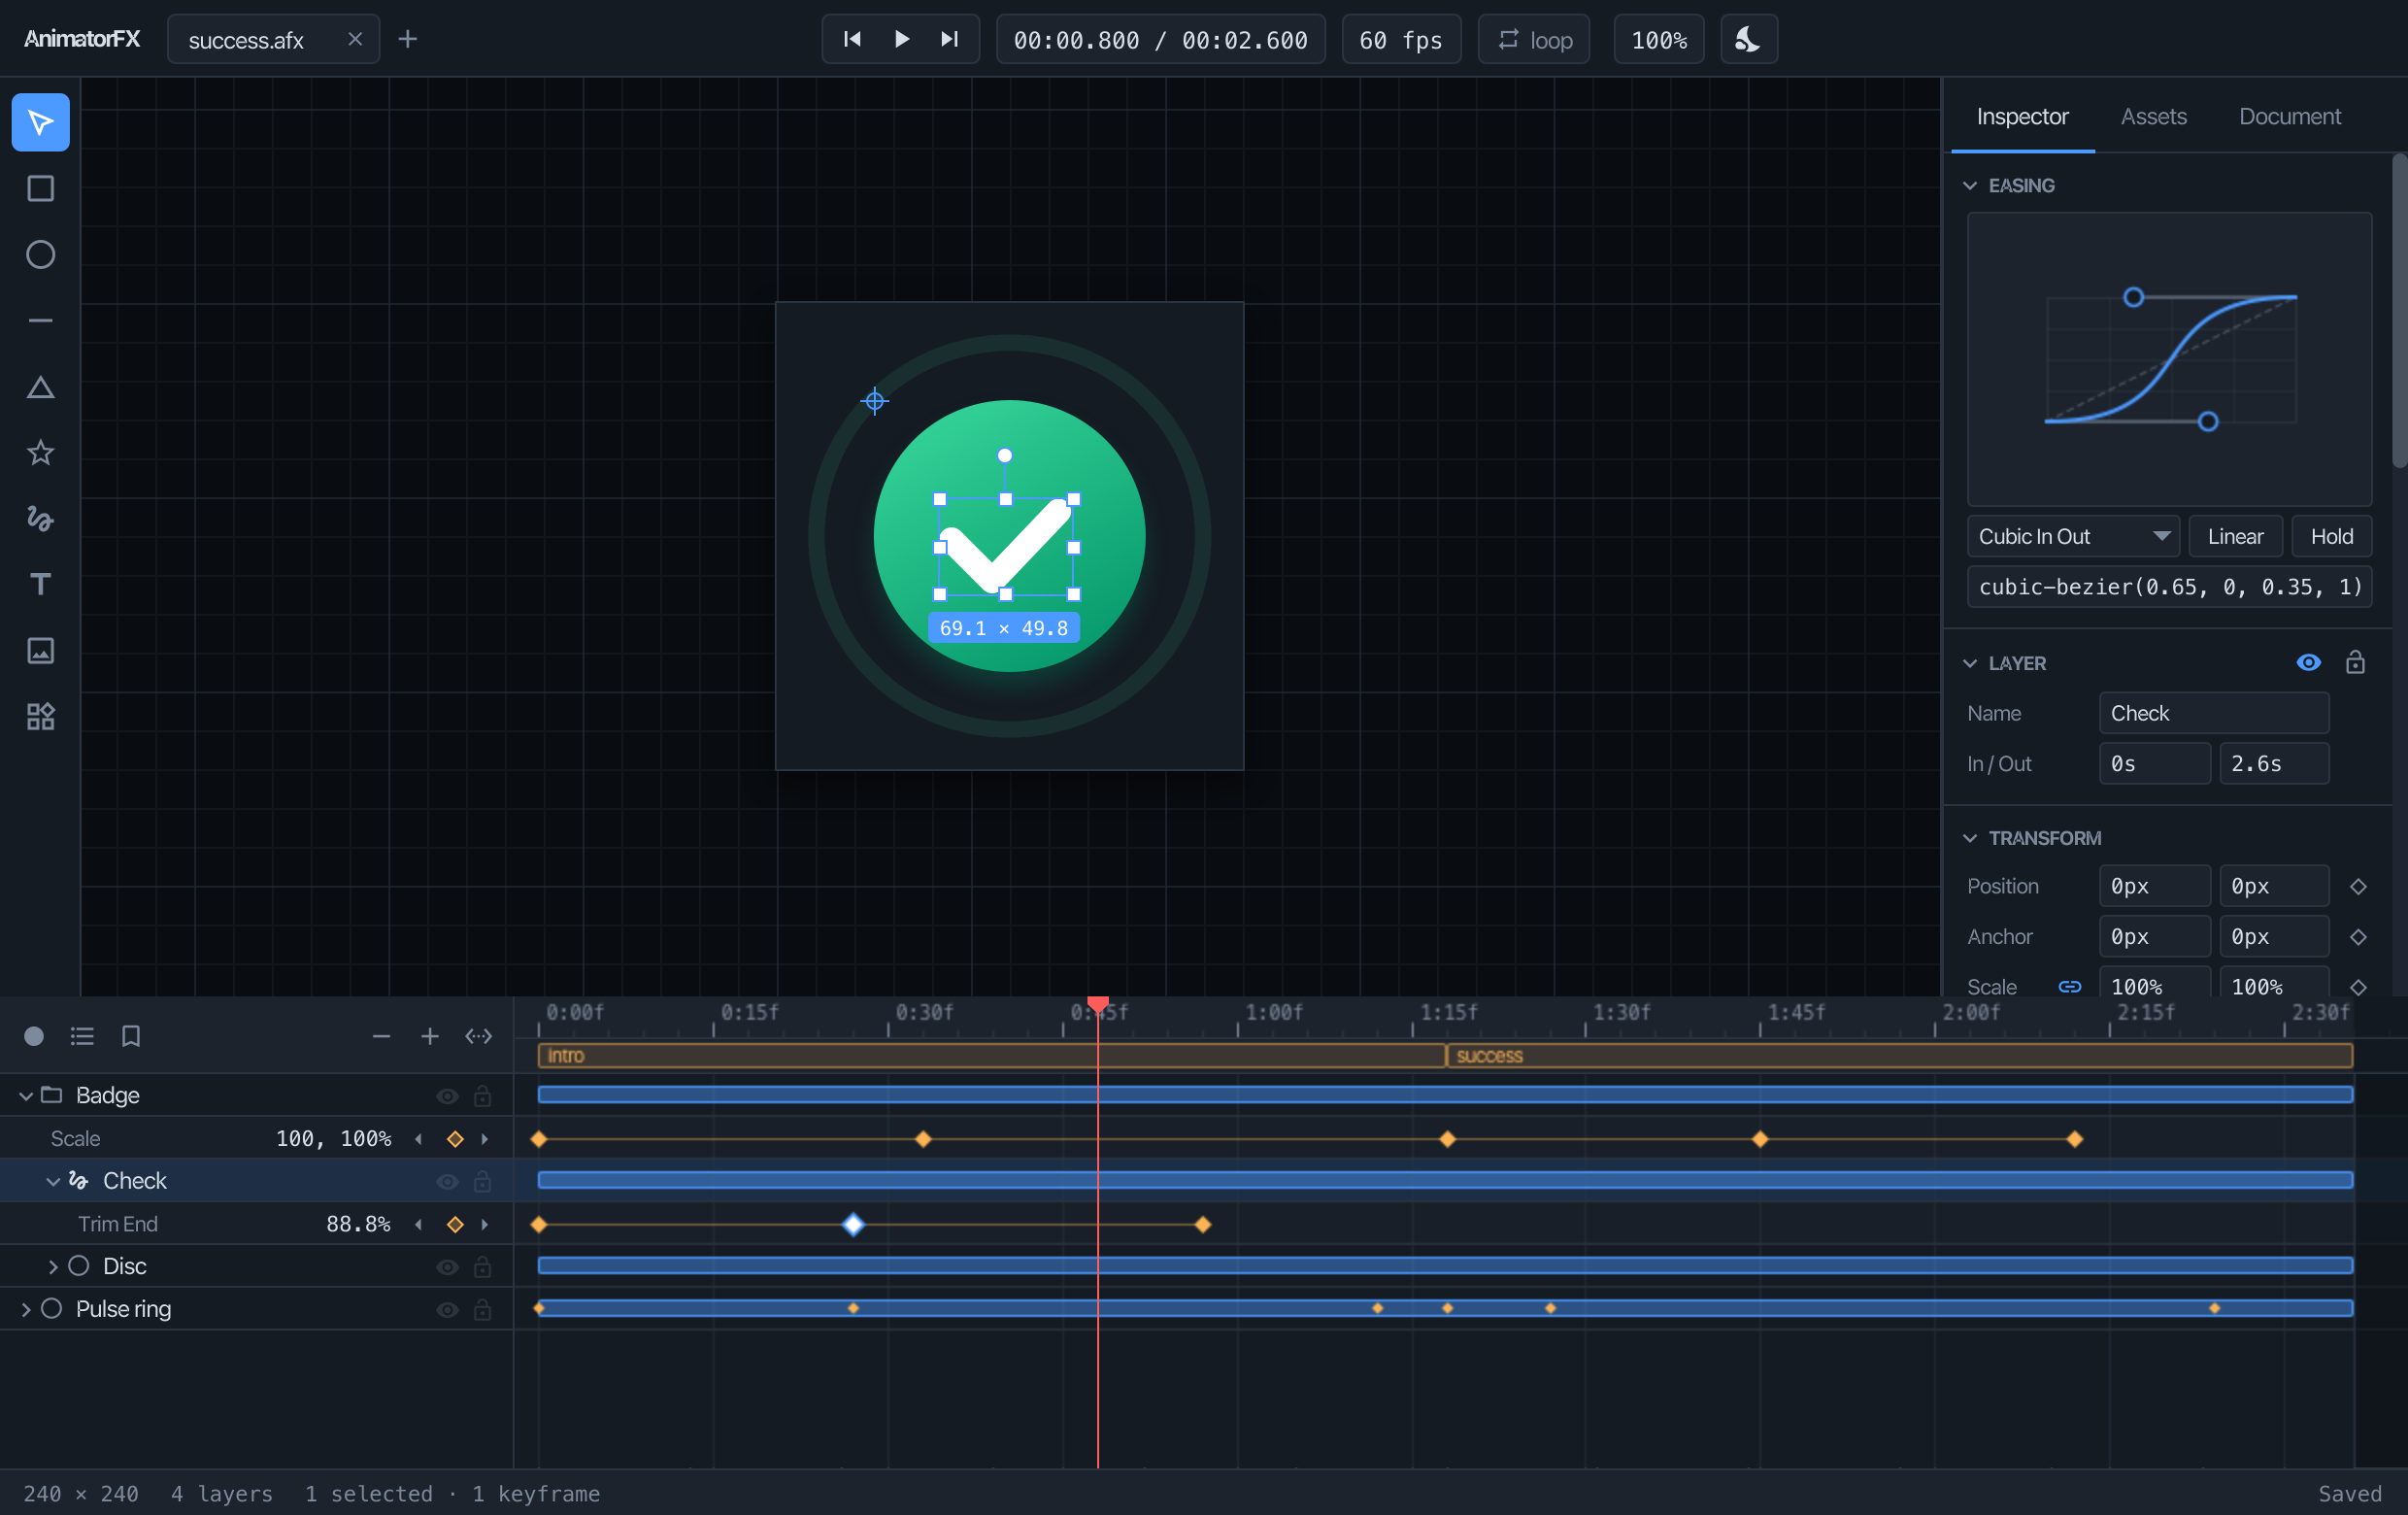 AnimatorFX success.afx 00:00.800 / 00:02.600 60 fps loop 100%
Inspector Assets Document
EASING
Cubic In Out Linear Hold
cubic-bezier(0.65, 0, 0.35, 1)
69.1 × 49.8
LAYER
Name Check
In / Out 0s 2.6s
TRANSFORM
Position 0px 0px
Anchor 0px 0px
Scale 100% 100%
0:00f 0:15f 0:30f 0:45f 1:00f 1:15f 1:30f 1:45f 2:00f 2:15f 2:30f
intro success
Badge
Scale 100, 100%
Check
Trim End 88.8%
Disc
Pulse ring
240 × 240 4 layers 1 selected · 1 keyframe Saved